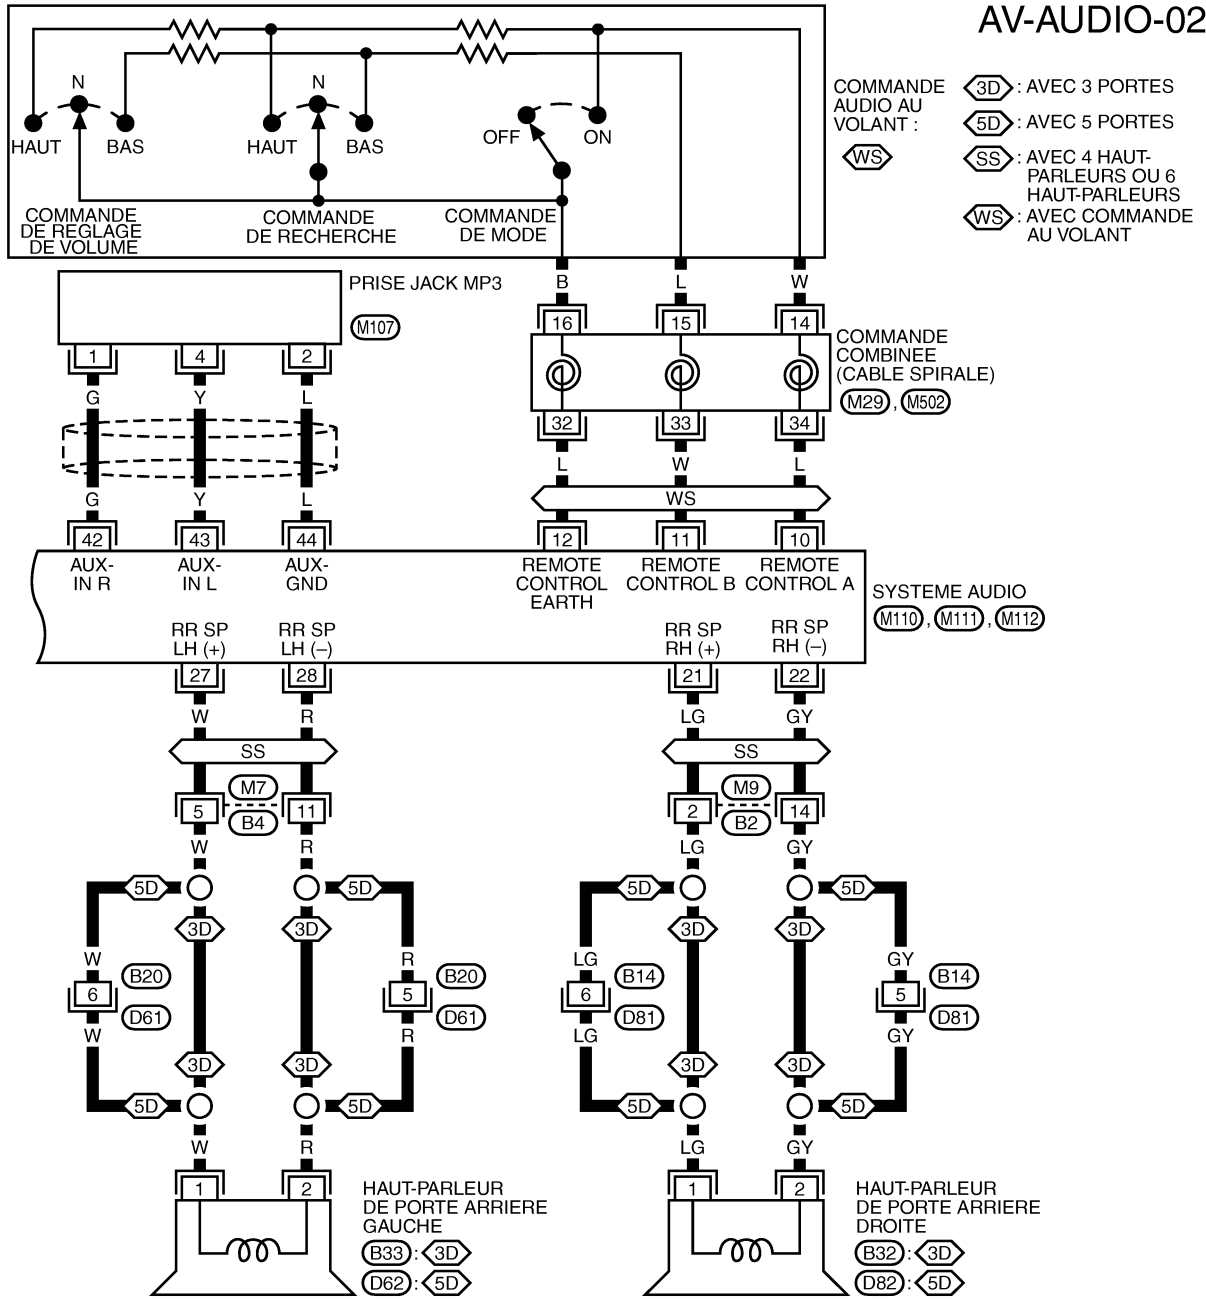 AV-AUDIO-02
N
N
HAUT
BAS
HAUT
BAS
OFF
ON
COMMANDE
DE REGLAGE
DE VOLUME
COMMANDE
DE RECHERCHE
COMMANDE
DE MODE
COMMANDE
AUDIO AU
VOLANT :
WS
3D : AVEC 3 PORTES
5D : AVEC 5 PORTES
SS : AVEC 4 HAUT-
PARLEURS OU 6
HAUT-PARLEURS
WS : AVEC COMMANDE
AU VOLANT
PRISE JACK MP3
M107
1 4 2
G Y L
G Y L
42 43 44
B L W
16 15 14
COMMANDE
COMBINEE
(CABLE SPIRALE)
M29 , M502
32 33 34
L W L
WS
12 11 10
AUX-
IN R
AUX-
IN L
AUX-
GND
REMOTE
CONTROL
EARTH
REMOTE
CONTROL B
REMOTE
CONTROL A
SYSTEME AUDIO
M110 , M111 , M112
RR SP
LH (+)
RR SP
LH (–)
RR SP
RH (+)
RR SP
RH (–)
27 28 21 22
W R LG GY
SS SS
M7 M9
5 11 2 14
B4 B2
W R LG GY
5D 5D 5D 5D
3D 3D 3D 3D
W R LG GY
B20 B20 B14 B14
6 5 6 5
D61 D61 D81 D81
W R LG GY
3D 3D 3D 3D
5D 5D 5D 5D
W R LG GY
1 2 1 2
HAUT-PARLEUR
DE PORTE ARRIERE
GAUCHE
B33 : 3D
D62 : 5D
HAUT-PARLEUR
DE PORTE ARRIERE
DROITE
B32 : 3D
D82 : 5D